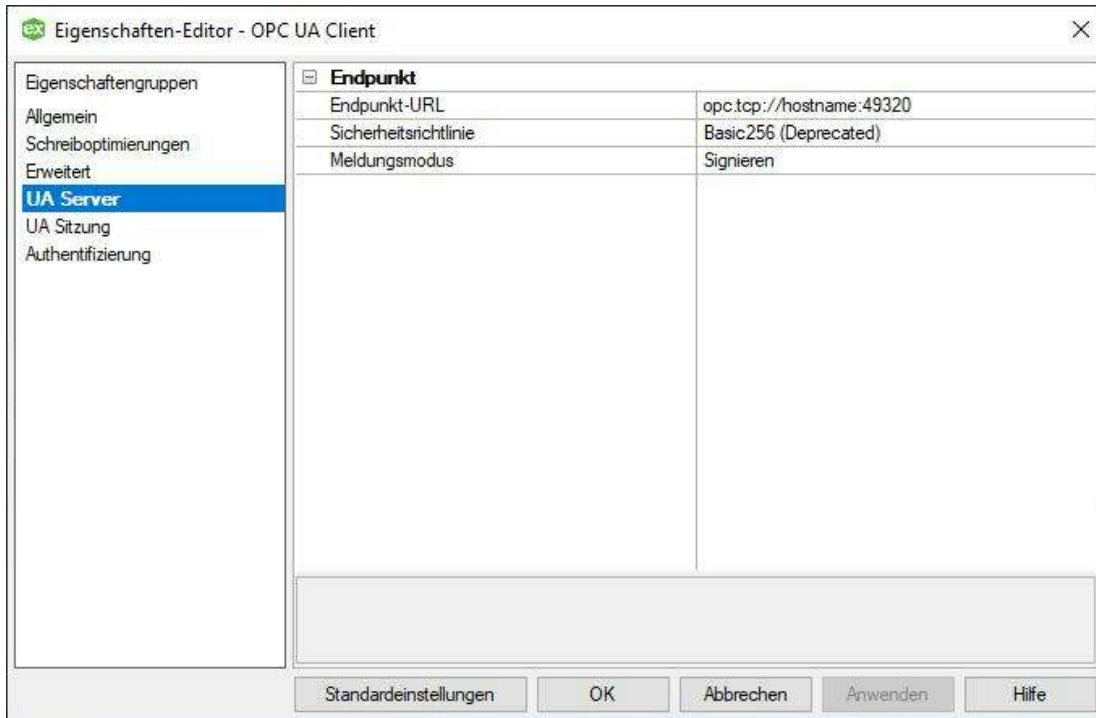 ex Eigenschaften-Editor - OPC UA Client
Eigenschaftengruppen
Allgemein
Schreiboptimierungen
Erweitert
UA Server
UA Sitzung
Authentifizierung
Endpunkt
Endpunkt-URL opc.tcp://hostname:49320
Sicherheitsrichtlinie Basic256 (Deprecated)
Meldungsmodus Signieren
Standardeinstellungen OK Abbrechen Anwenden Hilfe